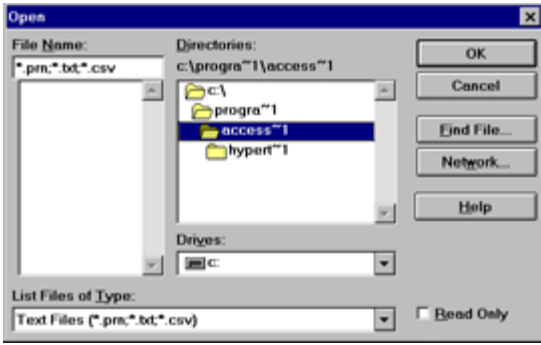 Open
File Name:
*.prn;*.txt;*.csv
Directories:
c:\progra~1\access~1
c:\
progra~1
access~1
hypert~1
Drives:
c:
List Files of Type:
Text Files (*.prn;*.txt;*.csv)
OK
Cancel
Find File...
Network...
Help
Read Only